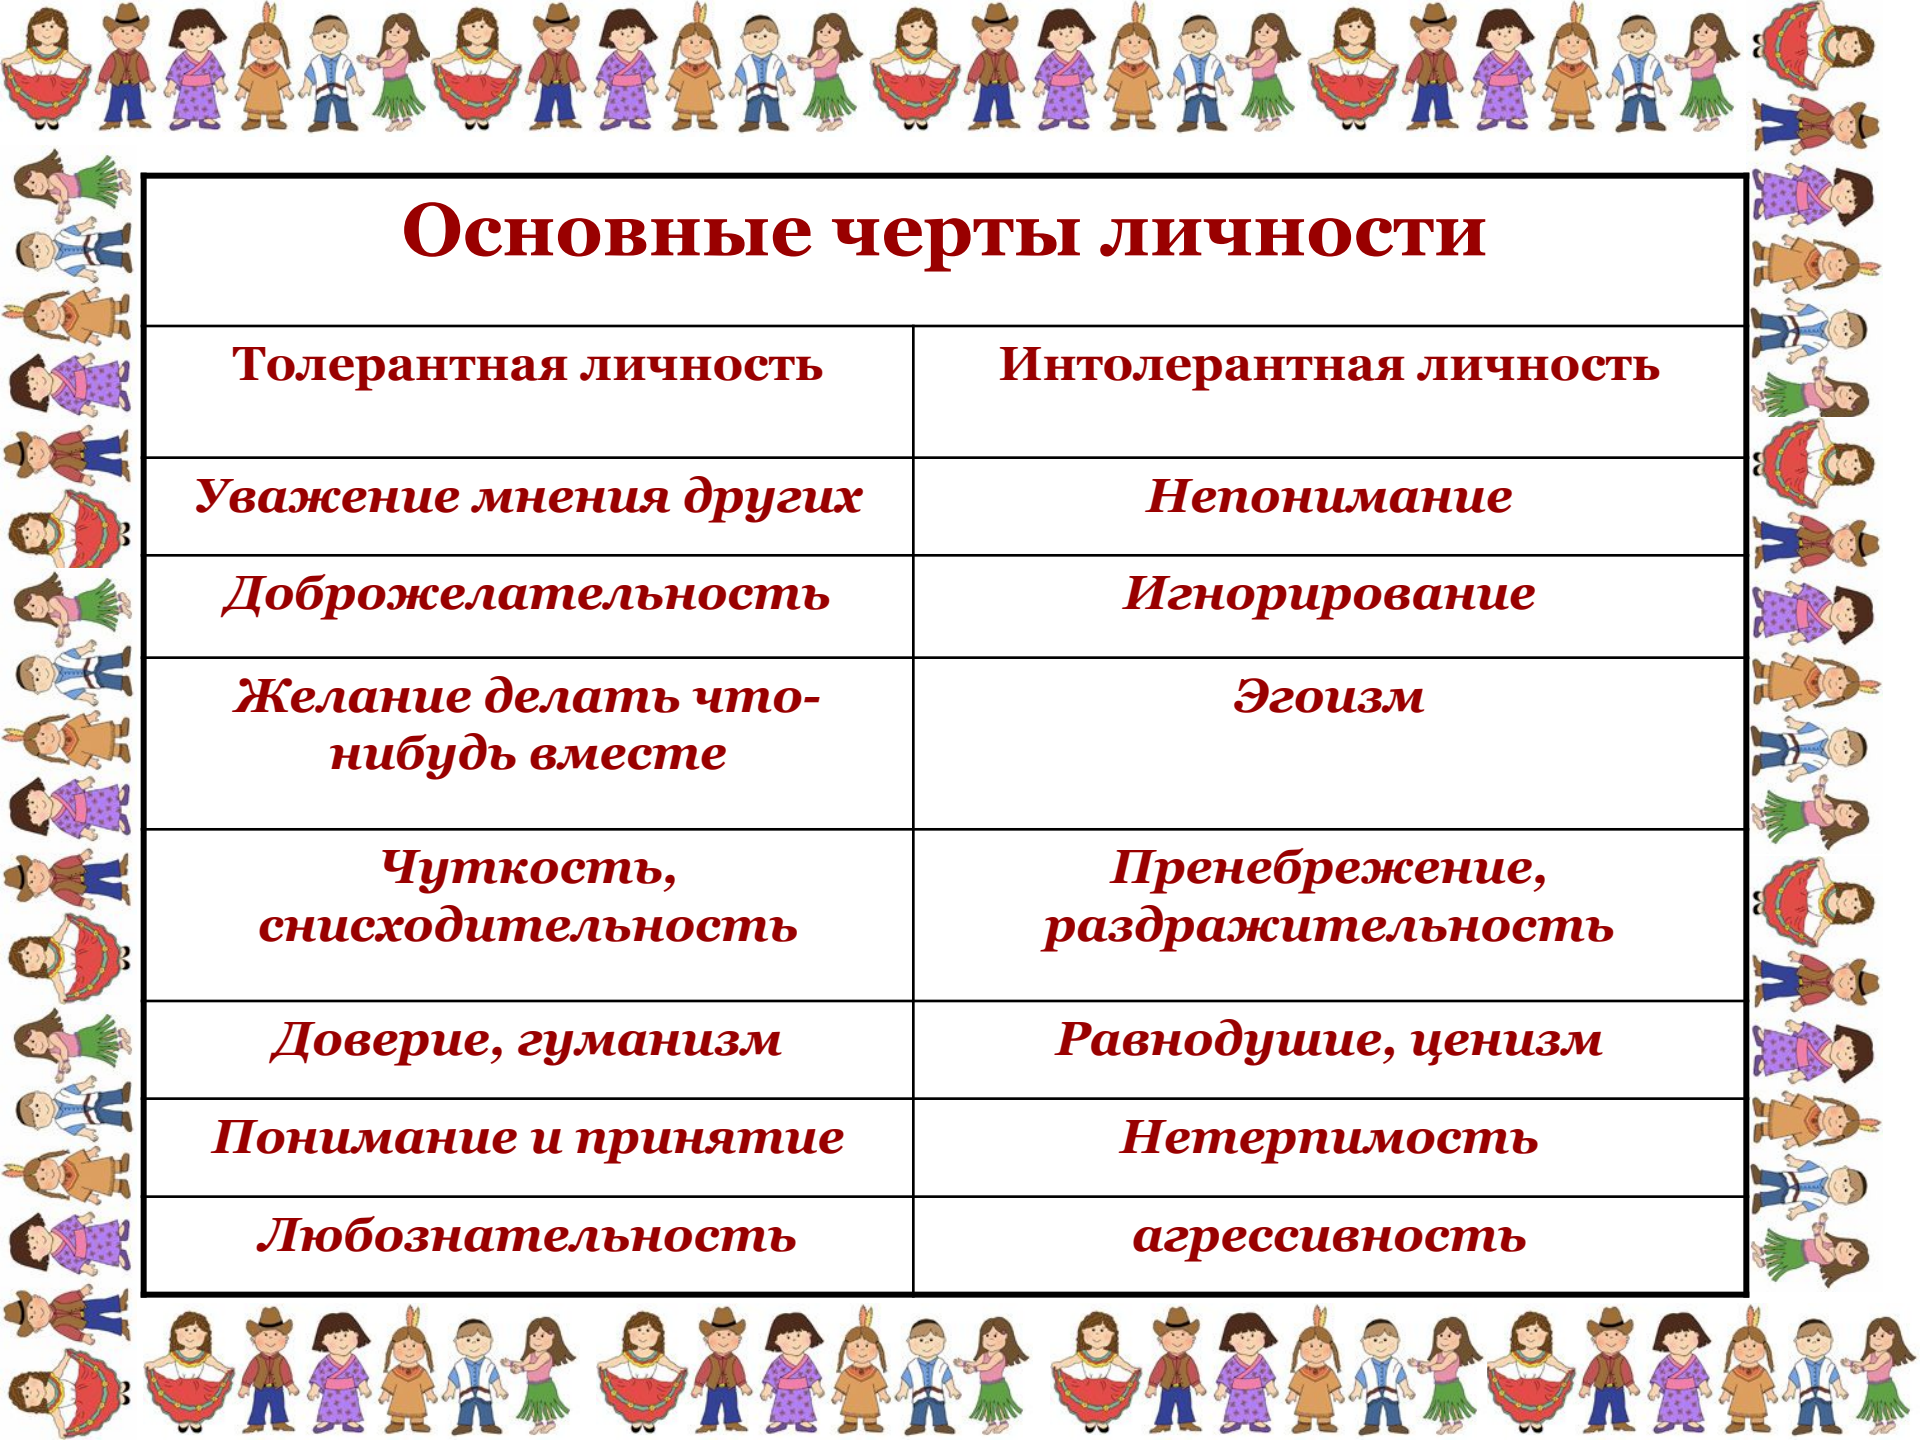 Основные черты личности
Толерантная личность
Интолерантная личность
Уважение мнения других
Непонимание
Доброжелательность
Игнорирование
Желание делать что-
нибудь вместе
Эгоизм
Чуткость,
снисходительность
Пренебрежение,
раздражительность
Доверие, гуманизм
Равнодушие, ценизм
Понимание и принятие
Нетерпимость
Любознательность
агрессивность